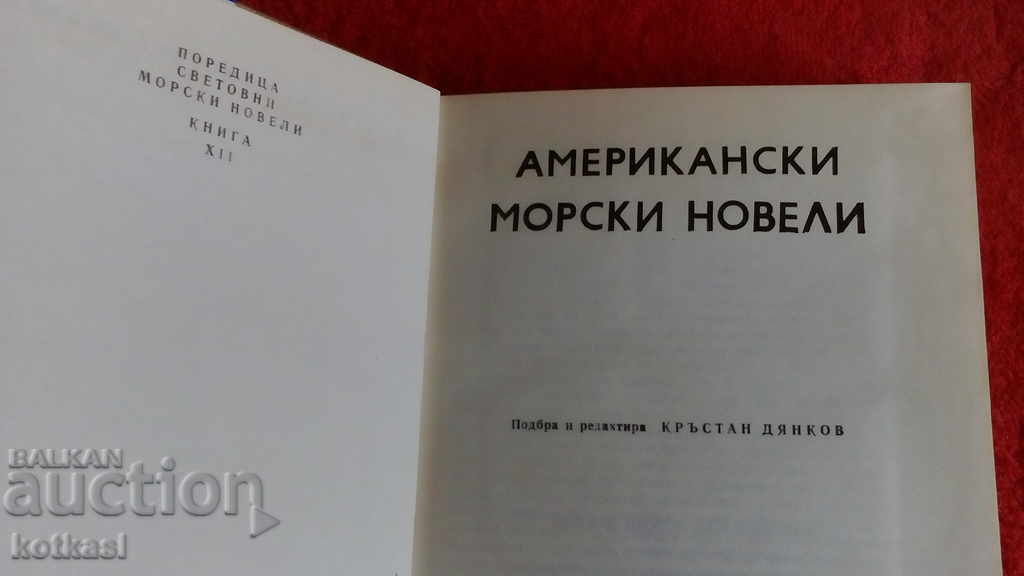 ПОРЕДИЦА
СВЕТОВНИ
МОРСКИ НОВЕЛИ
КНИГА
XII
АМЕРИКАНСКИ
МОРСКИ НОВЕЛИ
Подбра и редактира КРЪСТАН ДЯНКОВ
BALKAN
auction
kotkasl